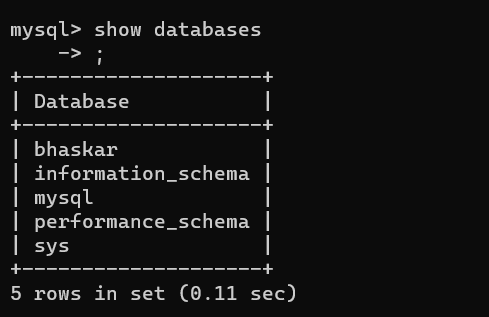 mysql> show databases
    -> ;
+--------------------+
| Database           |
+--------------------+
| bhaskar            |
| information_schema |
| mysql              |
| performance_schema |
| sys                |
+--------------------+
5 rows in set (0.11 sec)